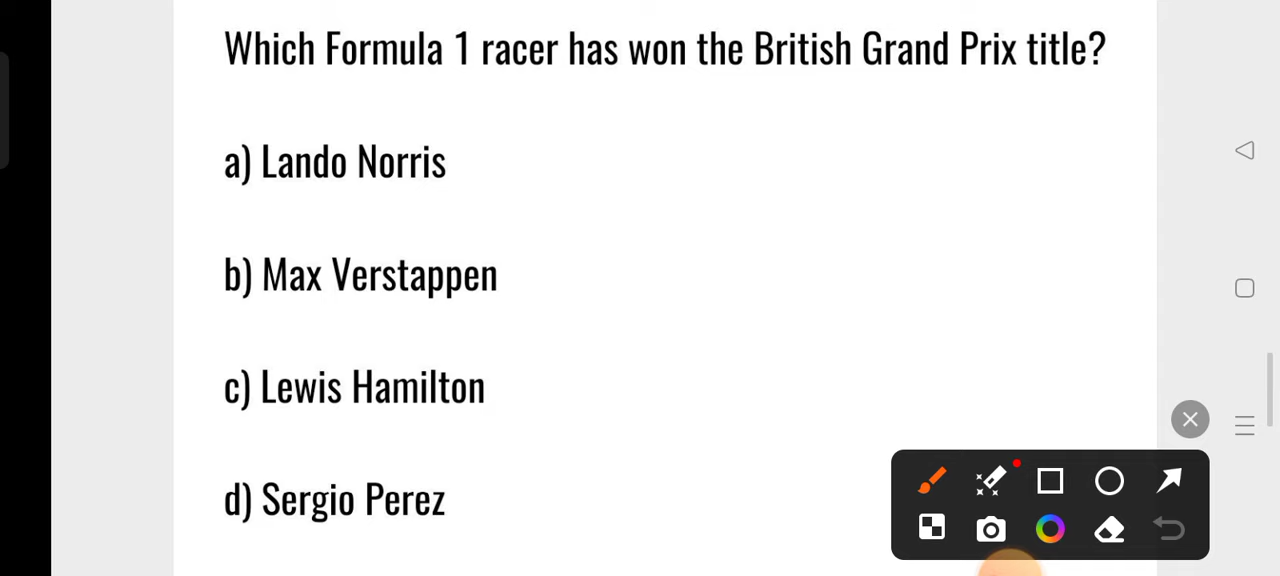 Which Formula 1 racer has won the British Grand Prix title?
a) Lando Norris
b) Max Verstappen
c) Lewis Hamilton
d) Sergio Perez